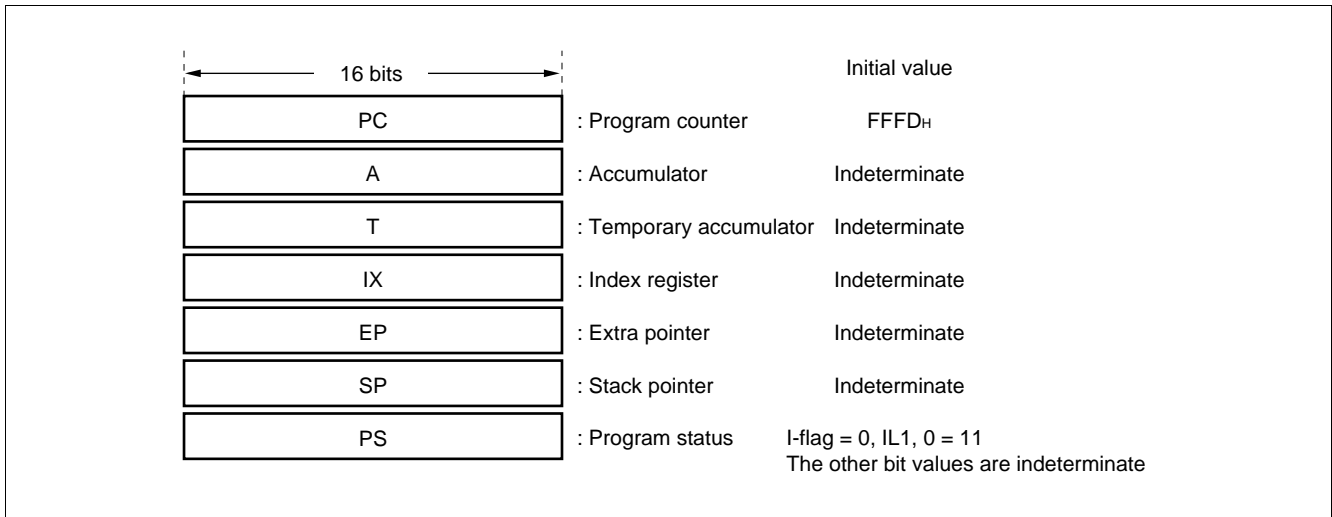 16 bits Initial value
PC : Program counter FFFDH
A : Accumulator Indeterminate
T : Temporary accumulator Indeterminate
IX : Index register Indeterminate
EP : Extra pointer Indeterminate
SP : Stack pointer Indeterminate
PS : Program status I-flag = 0, IL1, 0 = 11
The other bit values are indeterminate